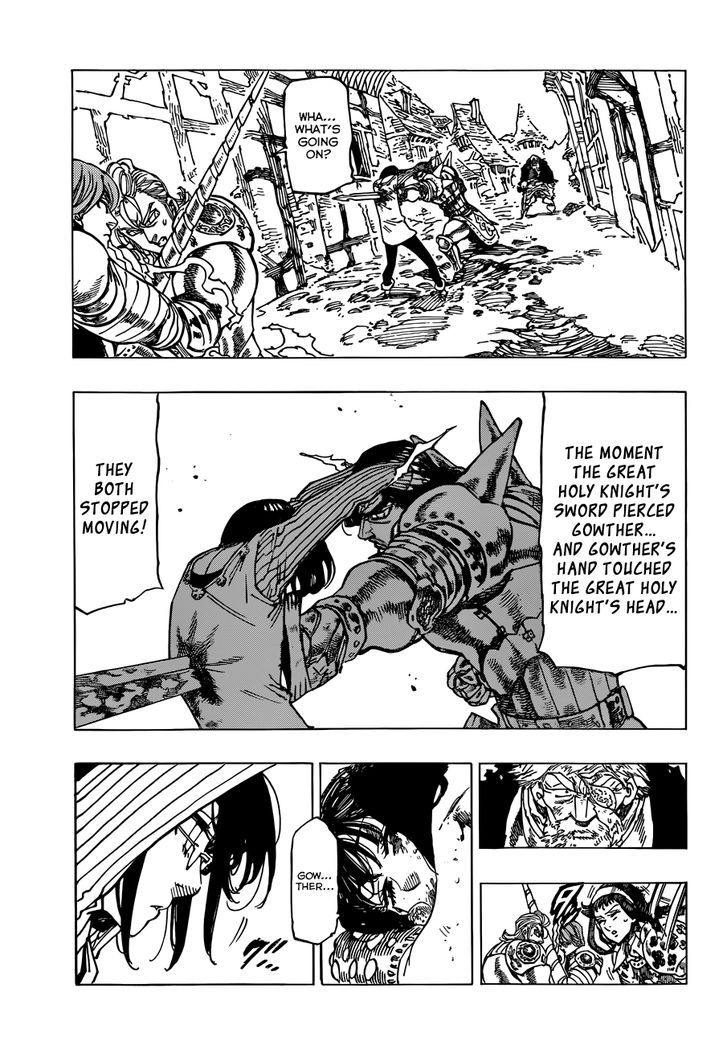 WHA...
WHAT'S
GOING
ON?
THE MOMENT
THE GREAT
HOLY KNIGHT'S
SWORD PIERCED
GOWTHER...
AND GOWTHER'S
HAND TOUCHED
THE GREAT HOLY
KNIGHT'S HEAD...
THEY
BOTH
STOPPED
MOVING!
GOW...
THER...